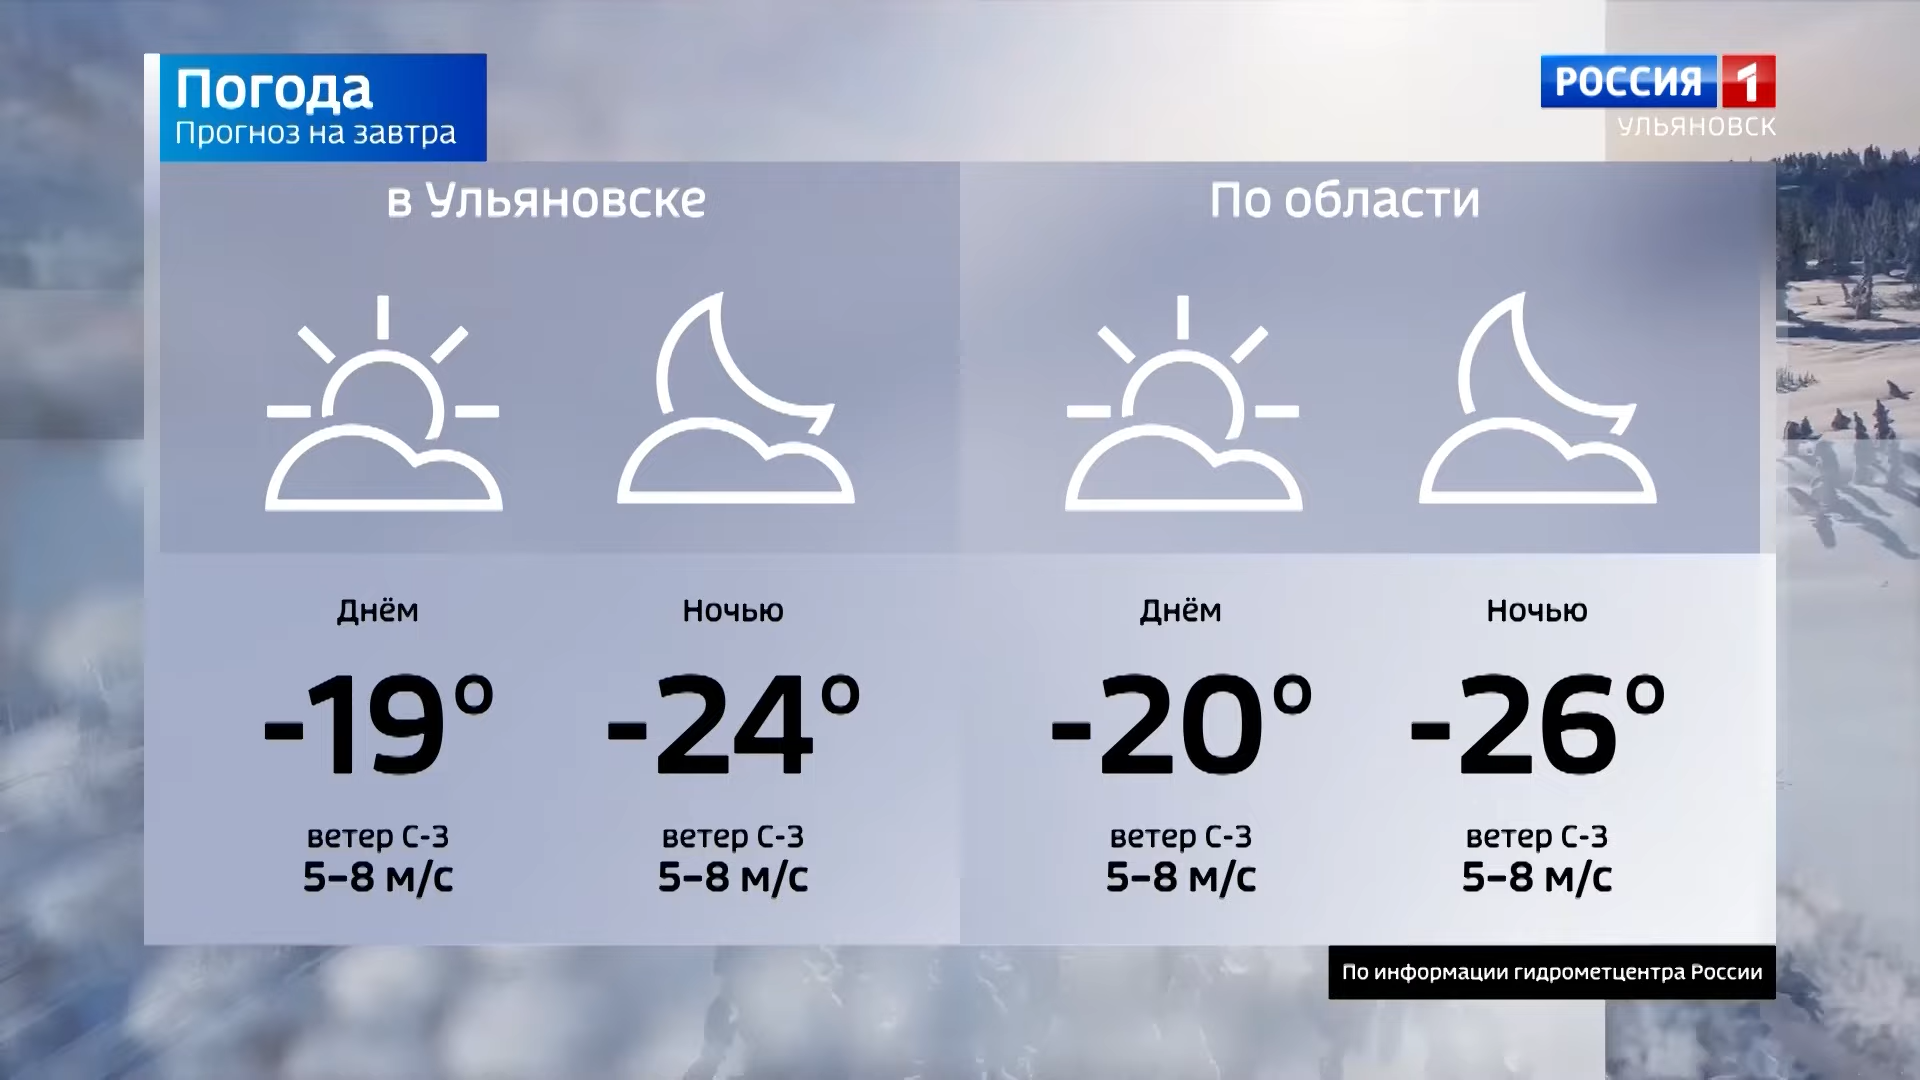 Погода
Прогноз на завтра
РОССИЯ 1
УЛЬЯНОВСК
в Ульяновске
По области
Днём
Ночью
Днём
Ночью
-19°
-24°
-20°
-26°
ветер С-З
ветер С-З
ветер С-З
ветер С-З
5-8 м/с
5-8 м/с
5-8 м/с
5-8 м/с
По информации гидрометцентра России